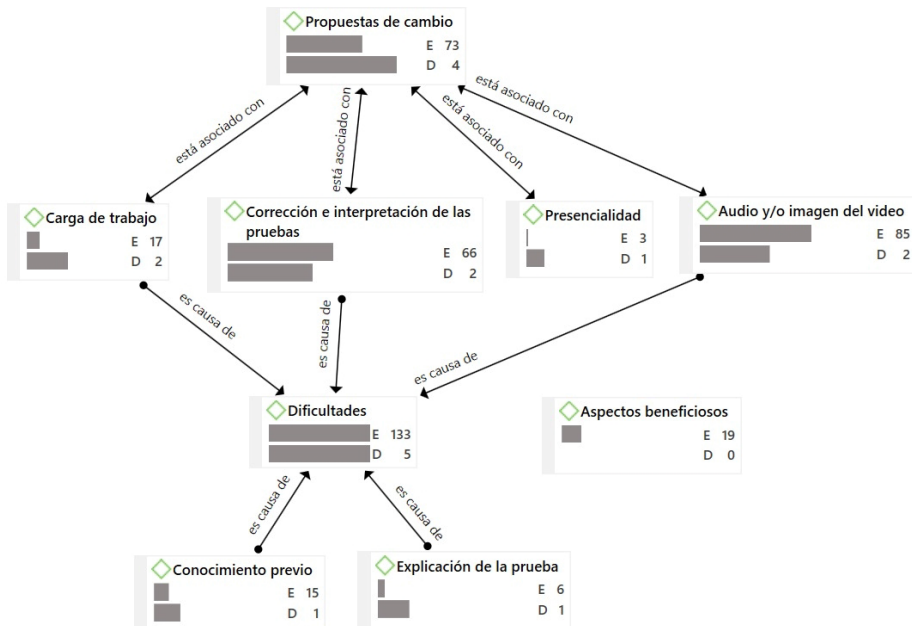 Propuestas de cambio
E 73
D 4
está asociado con
está asociado con
está asociado con
está asociado con
Carga de trabajo
E 17
D 2
Corrección e interpretación de las
pruebas
E 66
D 2
Presencialidad
E 3
D 1
Audio y/o imagen del video
E 85
D 2
es causa de
es causa de
es causa de
Dificultades
E 133
D 5
Aspectos beneficiosos
E 19
D 0
es causa de
es causa de
Conocimiento previo
E 15
D 1
Explicación de la prueba
E 6
D 1